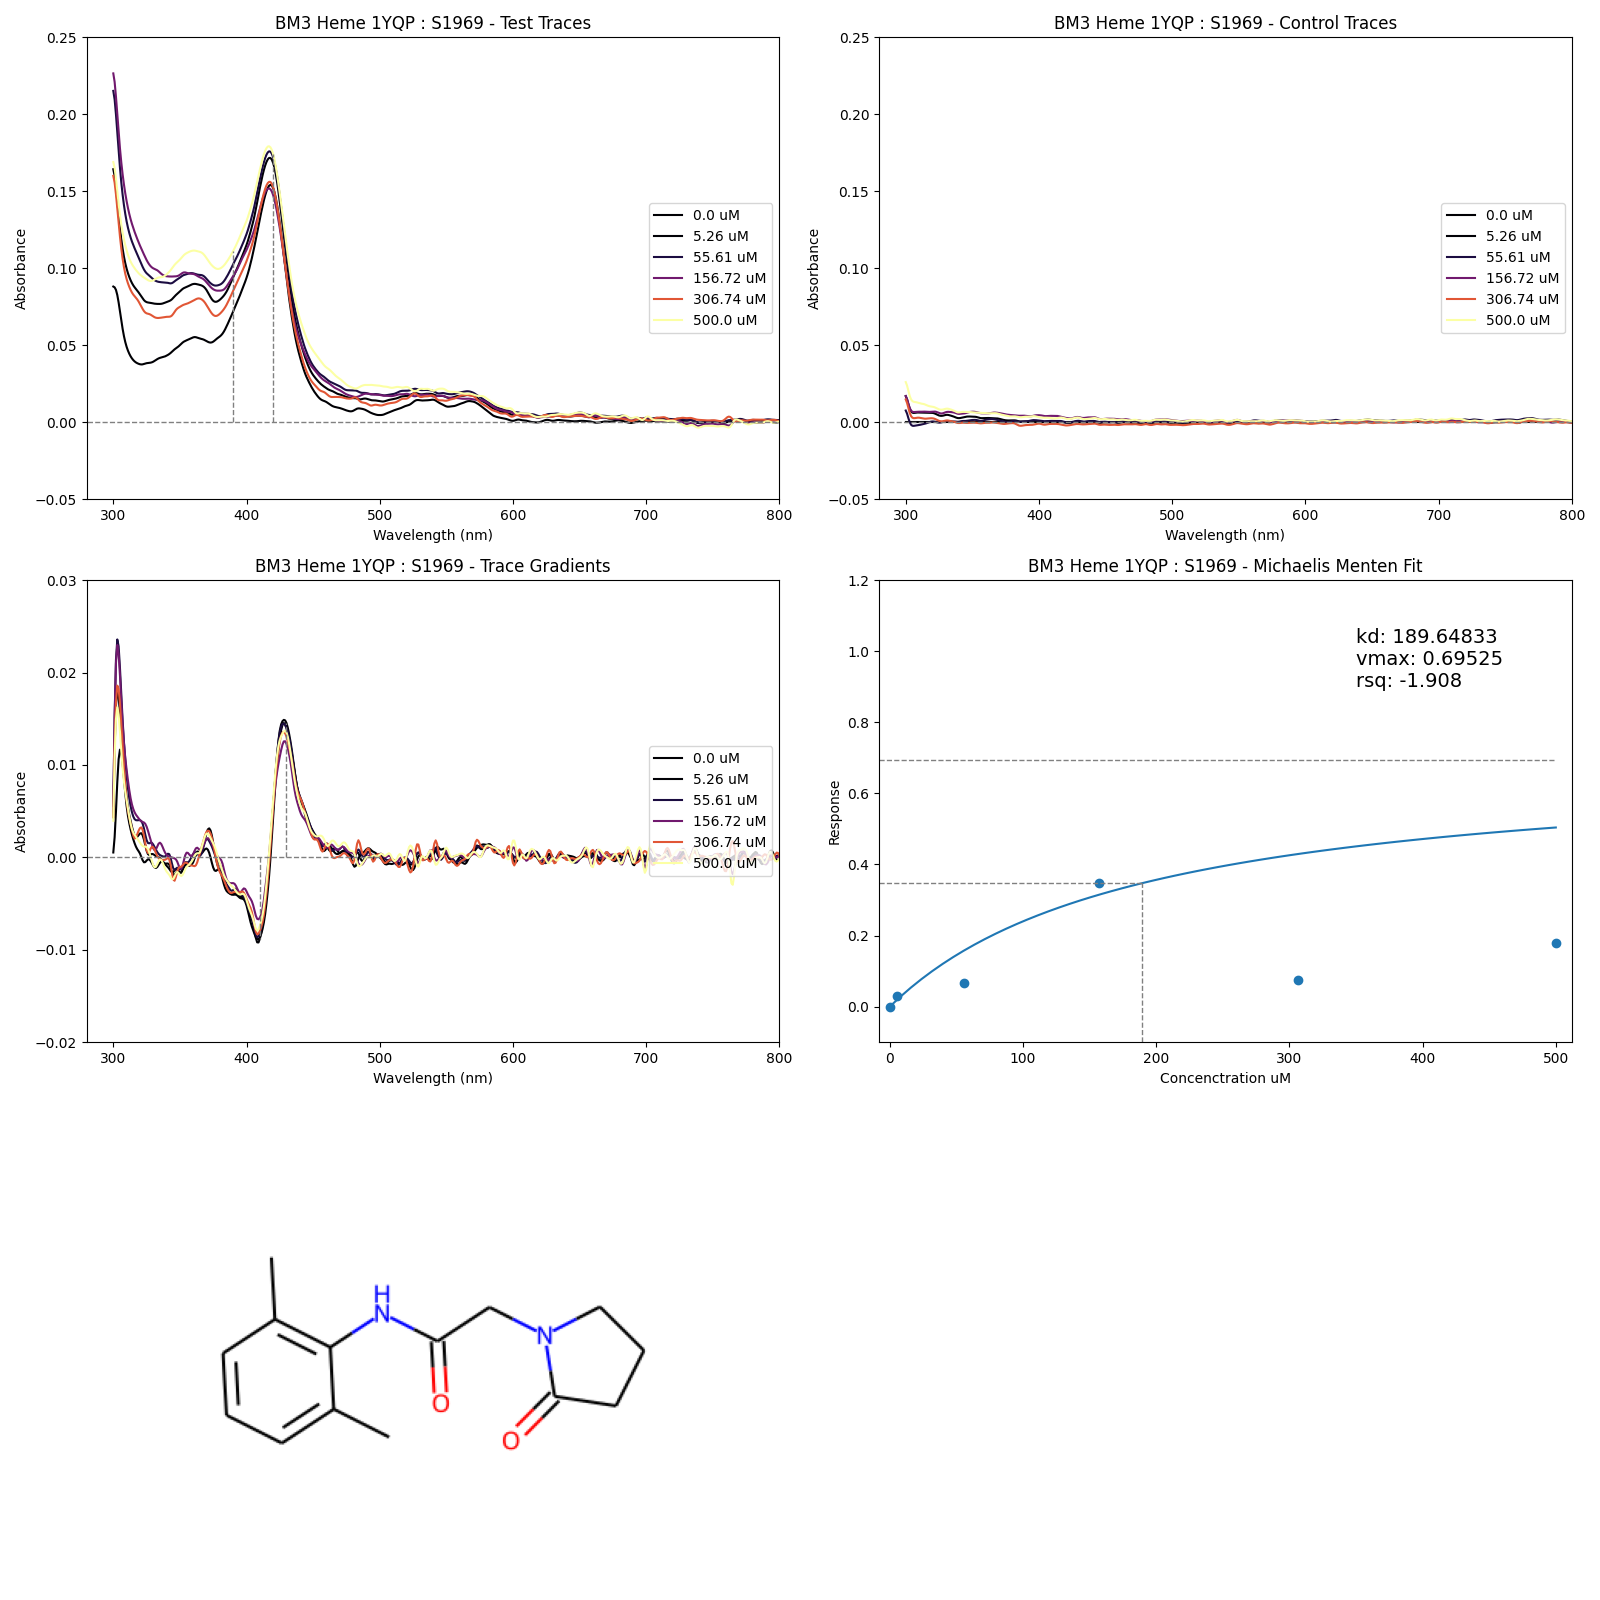 BM3 Heme 1YQP : S1969 - Test Traces
0.25
0.20
0.15
0.10
0.05
0.00
−0.05
Absorbance
300
400
500
600
700
800
Wavelength (nm)
0.0 uM
5.26 uM
55.61 uM
156.72 uM
306.74 uM
500.0 uM
BM3 Heme 1YQP : S1969 - Control Traces
0.25
0.20
0.15
0.10
0.05
0.00
−0.05
Absorbance
300
400
500
600
700
800
Wavelength (nm)
0.0 uM
5.26 uM
55.61 uM
156.72 uM
306.74 uM
500.0 uM
BM3 Heme 1YQP : S1969 - Trace Gradients
0.03
0.02
0.01
0.00
−0.01
−0.02
Absorbance
300
400
500
600
700
800
Wavelength (nm)
0.0 uM
5.26 uM
55.61 uM
156.72 uM
306.74 uM
500.0 uM
BM3 Heme 1YQP : S1969 - Michaelis Menten Fit
1.2
1.0
0.8
0.6
0.4
0.2
0.0
Response
kd: 189.64833
vmax: 0.69525
rsq: -1.908
0
100
200
300
400
500
Concenctration uM
H
N
O
N
O